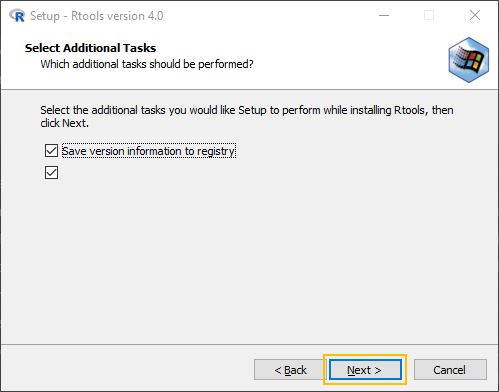 Setup - Rtools version 4.0
Select Additional Tasks
Which additional tasks should be performed?
Select the additional tasks you would like Setup to perform while installing Rtools, then
click Next.
Save version information to registry
< Back
Next >
Cancel